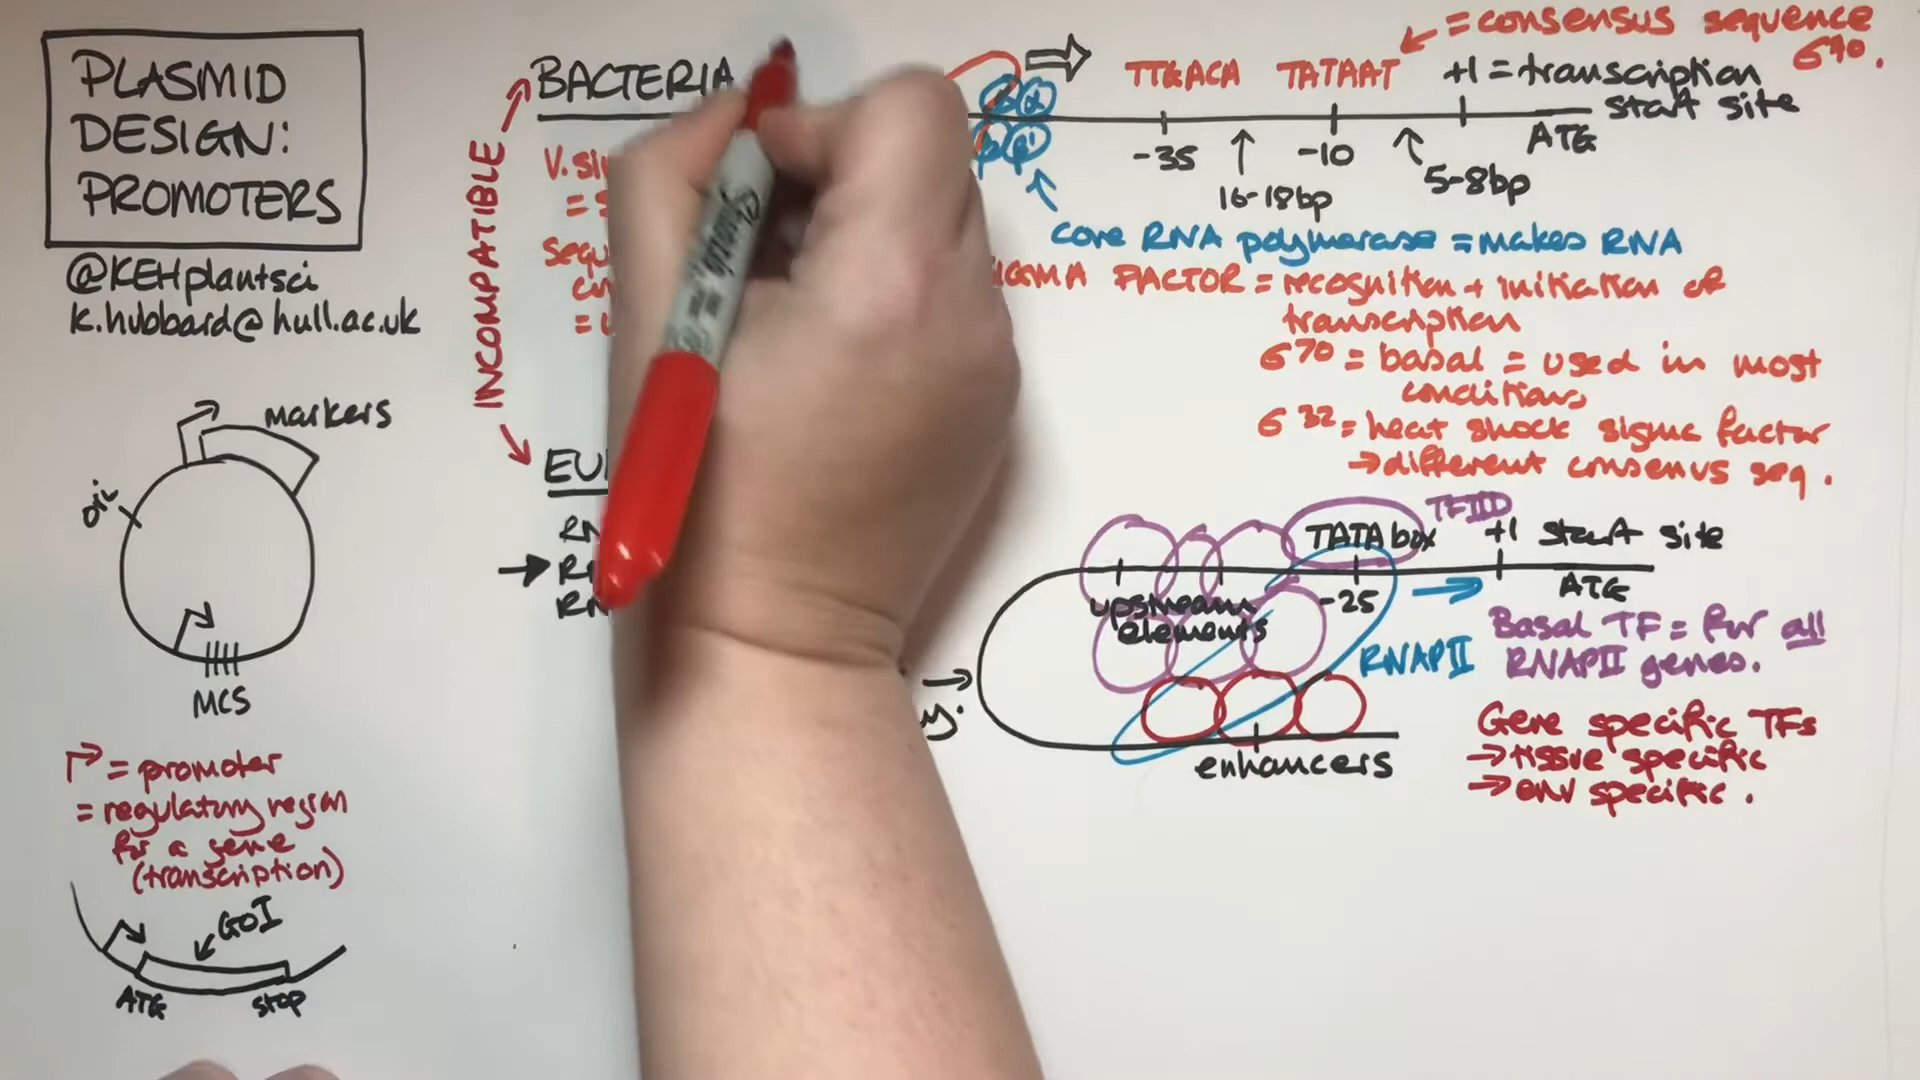 PLASMID
DESIGN:
PROMOTERS
@KEHplantsci
k.hubbard@hull.ac.uk
markers
ori
MCS
= promoter
= regulatory region
for a gene
(transcription)
GOI
ATG
stop
INCOMPATIBLE
BACTERIA
TTGACA
TATAAT
= consensus sequence
σ70.
+1 = transcription
start site
ATG
-35
-10
16-18bp
5-8bp
α
β
β'
core RNA polymerase = makes RNA
FACTOR = recognition + initiation of
transcription
σ70 = basal = used in most
conditions
σ32 = heat shock sigma factor
→ different consenus seq.
TFIID
TATA box
+1 start site
ATG
upstream
elements
-25
RNAPII
Basal TF = for all
RNAPII genes.
Gene specific TFs
→ tissue specific
→ env specific.
enhancers